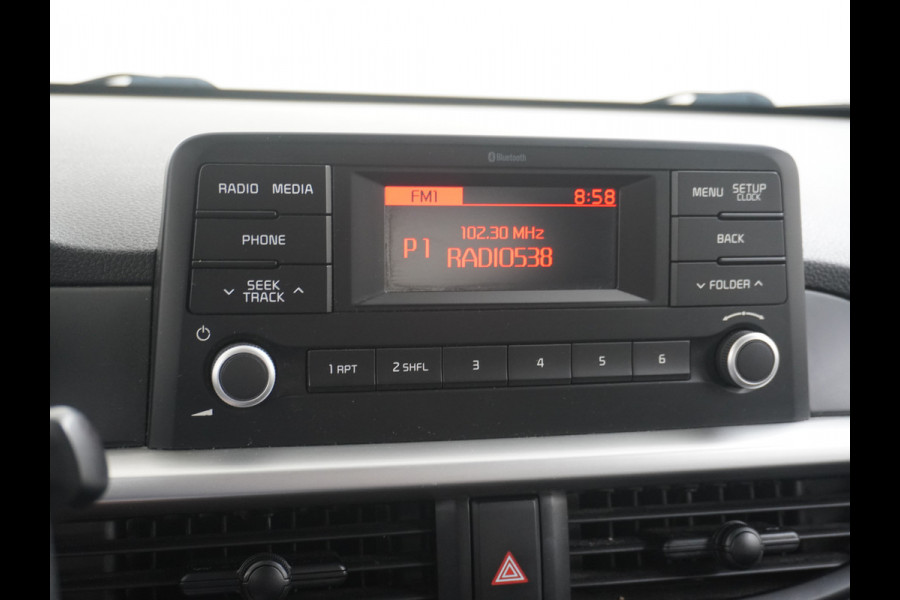 Bluetooth
RADIO MEDIA
PHONE
SEEK
TRACK
FM1 8:58
102.30 MHz
P1
RADIO538
MENU SETUP
CLOCK
BACK
FOLDER
1 RPT 2 SHFL 3 4 5 6